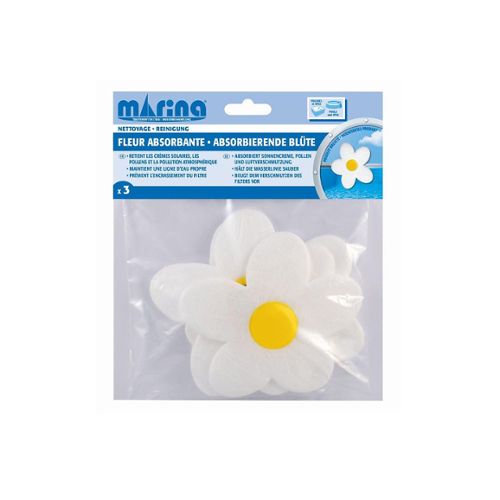 marina
NETTOYAGE • REINIGUNG
FLEUR ABSORBANTE • ABSORBIERENDE BLÜTE
RETIENT LES CRÈMES SOLAIRES, LES
POLLENS ET LA POLLUTION ATMOSPHÉRIQUE
• MAINTIENT UNE LIGNE D'EAU PROPRE
• PRÉVIENT L'ENCRASSEMENT DU FILTRE
• ABSORBIERT SONNENCREME, POLLEN
UND LUFTVERSCHMUTZUNG
• HÄLT DIE WASSERLINIE SAUBER
• BEUGT DEM VERSCHMUTZEN DES
FILTERS VOR
x 3